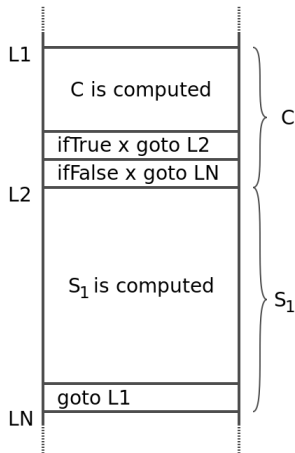 L1
C is computed
C
ifTrue x goto L2
ifFalse x goto LN
L2
S1 is computed
S1
goto L1
LN